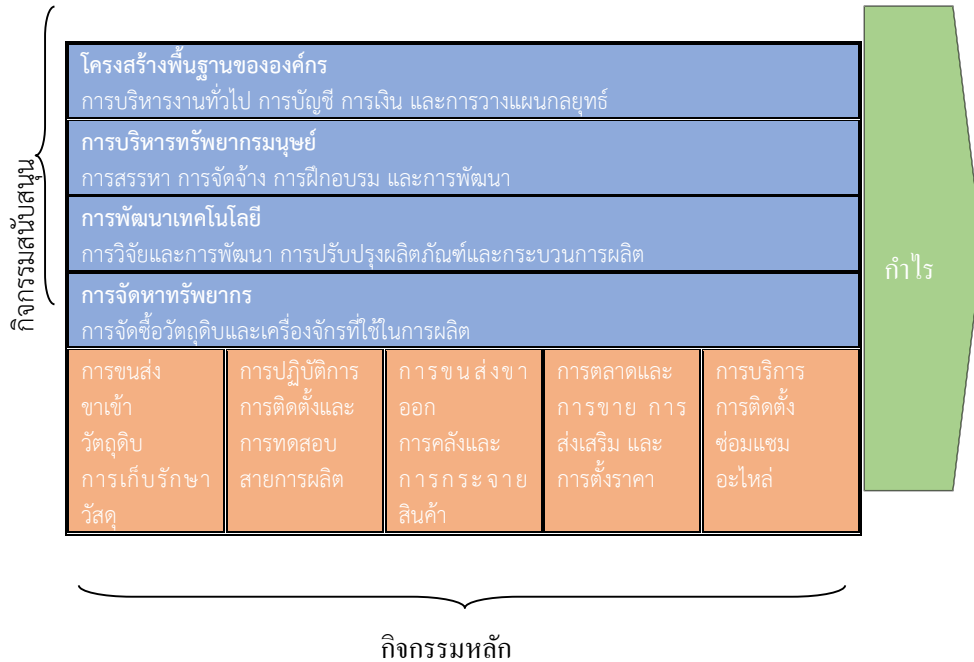 กิจกรรมสนับสนุน
โครงสร้างพื้นฐานขององค์กร
การบริหารงานทั่วไป การบัญชี การเงิน และการวางแผนกลยุทธ์
การบริหารทรัพยากรมนุษย์
การสรรหา การจัดจ้าง การฝึกอบรม และการพัฒนา
การพัฒนาเทคโนโลยี
การวิจัยและการพัฒนา การปรับปรุงผลิตภัณฑ์และกระบวนการผลิต
การจัดหาทรัพยากร
การจัดซื้อวัตถุดิบและเครื่องจักรที่ใช้ในการผลิต
การขนส่ง
ขาเข้า
วัตถุดิบ
การเก็บรักษา
วัสดุ
การปฏิบัติการ
การติดตั้งและ
การทดสอบ
สายการผลิต
การขนส่งขา
ออก
การคลังและ
การกระจาย
สินค้า
การตลาดและ
การขาย การ
ส่งเสริม และ
การตั้งราคา
การบริการ
การติดตั้ง
ซ่อมแซม
อะไหล่
กำไร
กิจกรรมหลัก